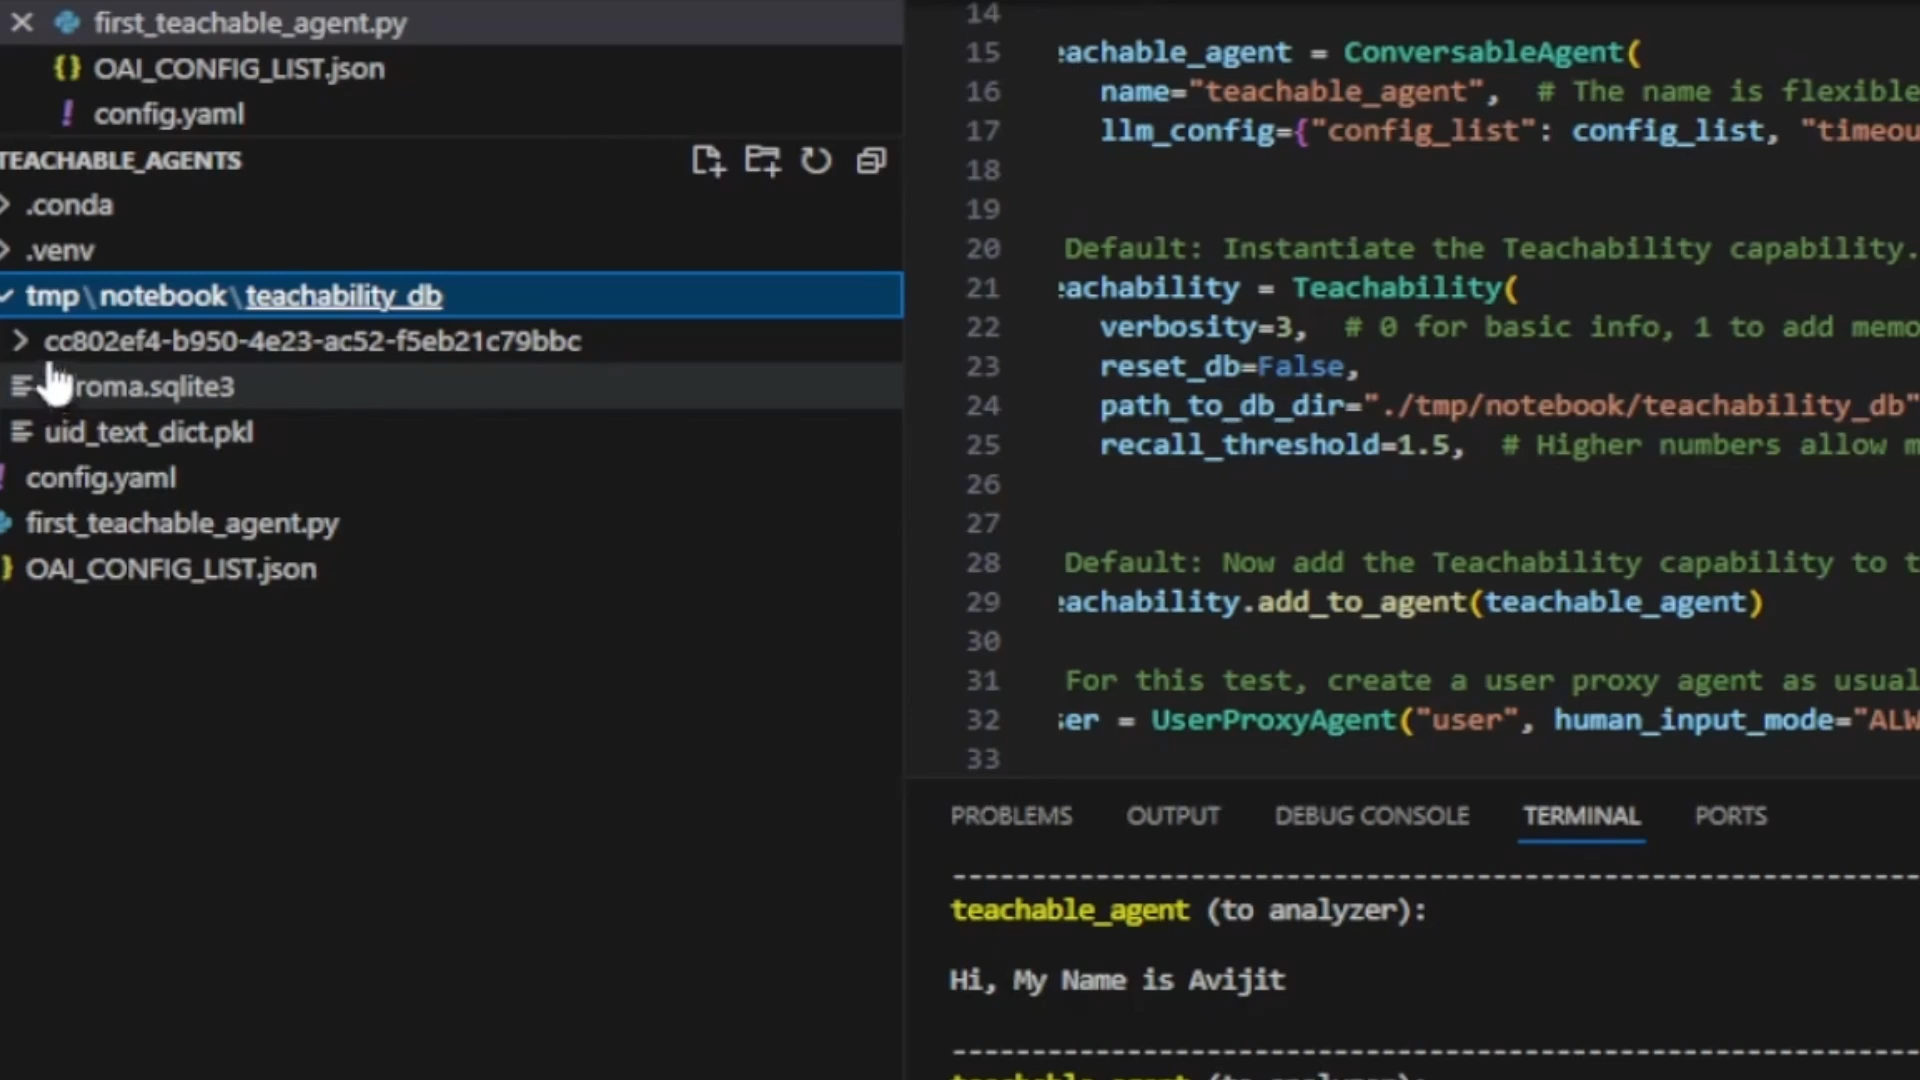 first_teachable_agent.py
OAI_CONFIG_LIST.json
config.yaml
TEACHABLE_AGENTS
.conda
.venv
tmp\notebook\teachability_db
cc802ef4-b950-4e23-ac52-f5eb21c79bbc
roma.sqlite3
uid_text_dict.pkl
config.yaml
first_teachable_agent.py
OAI_CONFIG_LIST.json
14
15 eachable_agent = ConversableAgent(
16 name="teachable_agent", # The name is flexible
17 llm_config={"config_list": config_list, "timeou
18
19
20 Default: Instantiate the Teachability capability.
21 eachability = Teachability(
22 verbosity=3, # 0 for basic info, 1 to add memo
23 reset_db=False,
24 path_to_db_dir="./tmp/notebook/teachability_db"
25 recall_threshold=1.5, # Higher numbers allow m
26
27
28 Default: Now add the Teachability capability to t
29 eachability.add_to_agent(teachable_agent)
30
31 For this test, create a user proxy agent as usual
32 ser = UserProxyAgent("user", human_input_mode="ALW
33
PROBLEMS OUTPUT DEBUG CONSOLE TERMINAL PORTS
teachable_agent (to analyzer):
Hi, My Name is Avijit